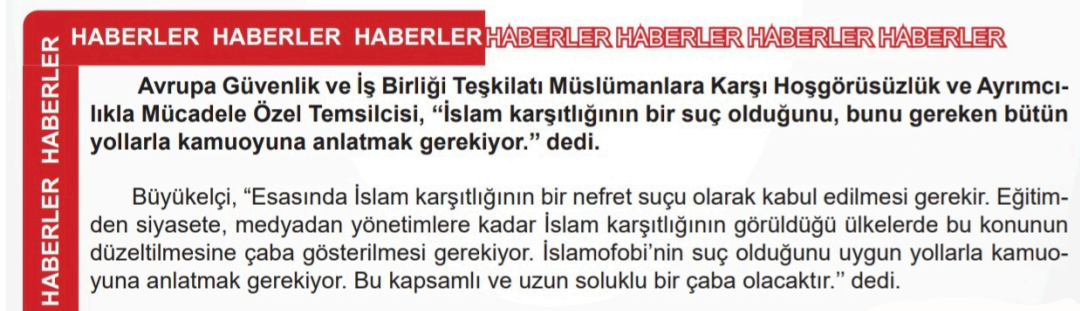 HABERLER HABERLER HABERLER HABERLER HABERLER HABERLER HABERLER
HABERLER HABERLER
Avrupa Güvenlik ve İş Birliği Teşkilatı Müslümanlara Karşı Hoşgörüsüzlük ve Ayrımcı-
lıkla Mücadele Özel Temsilcisi, “İslam karşıtlığının bir suç olduğunu, bunu gereken bütün
yollarla kamuoyuna anlatmak gerekiyor.” dedi.
Büyükelçi, “Esasında İslam karşıtlığının bir nefret suçu olarak kabul edilmesi gerekir. Eğitim-
den siyasete, medyadan yönetimlere kadar İslam karşıtlığının görüldüğü ülkelerde bu konunun
düzeltilmesine çaba gösterilmesi gerekiyor. İslamofobi’nin suç olduğunu uygun yollarla kamuo-
yuna anlatmak gerekiyor. Bu kapsamlı ve uzun soluklu bir çaba olacaktır.” dedi.